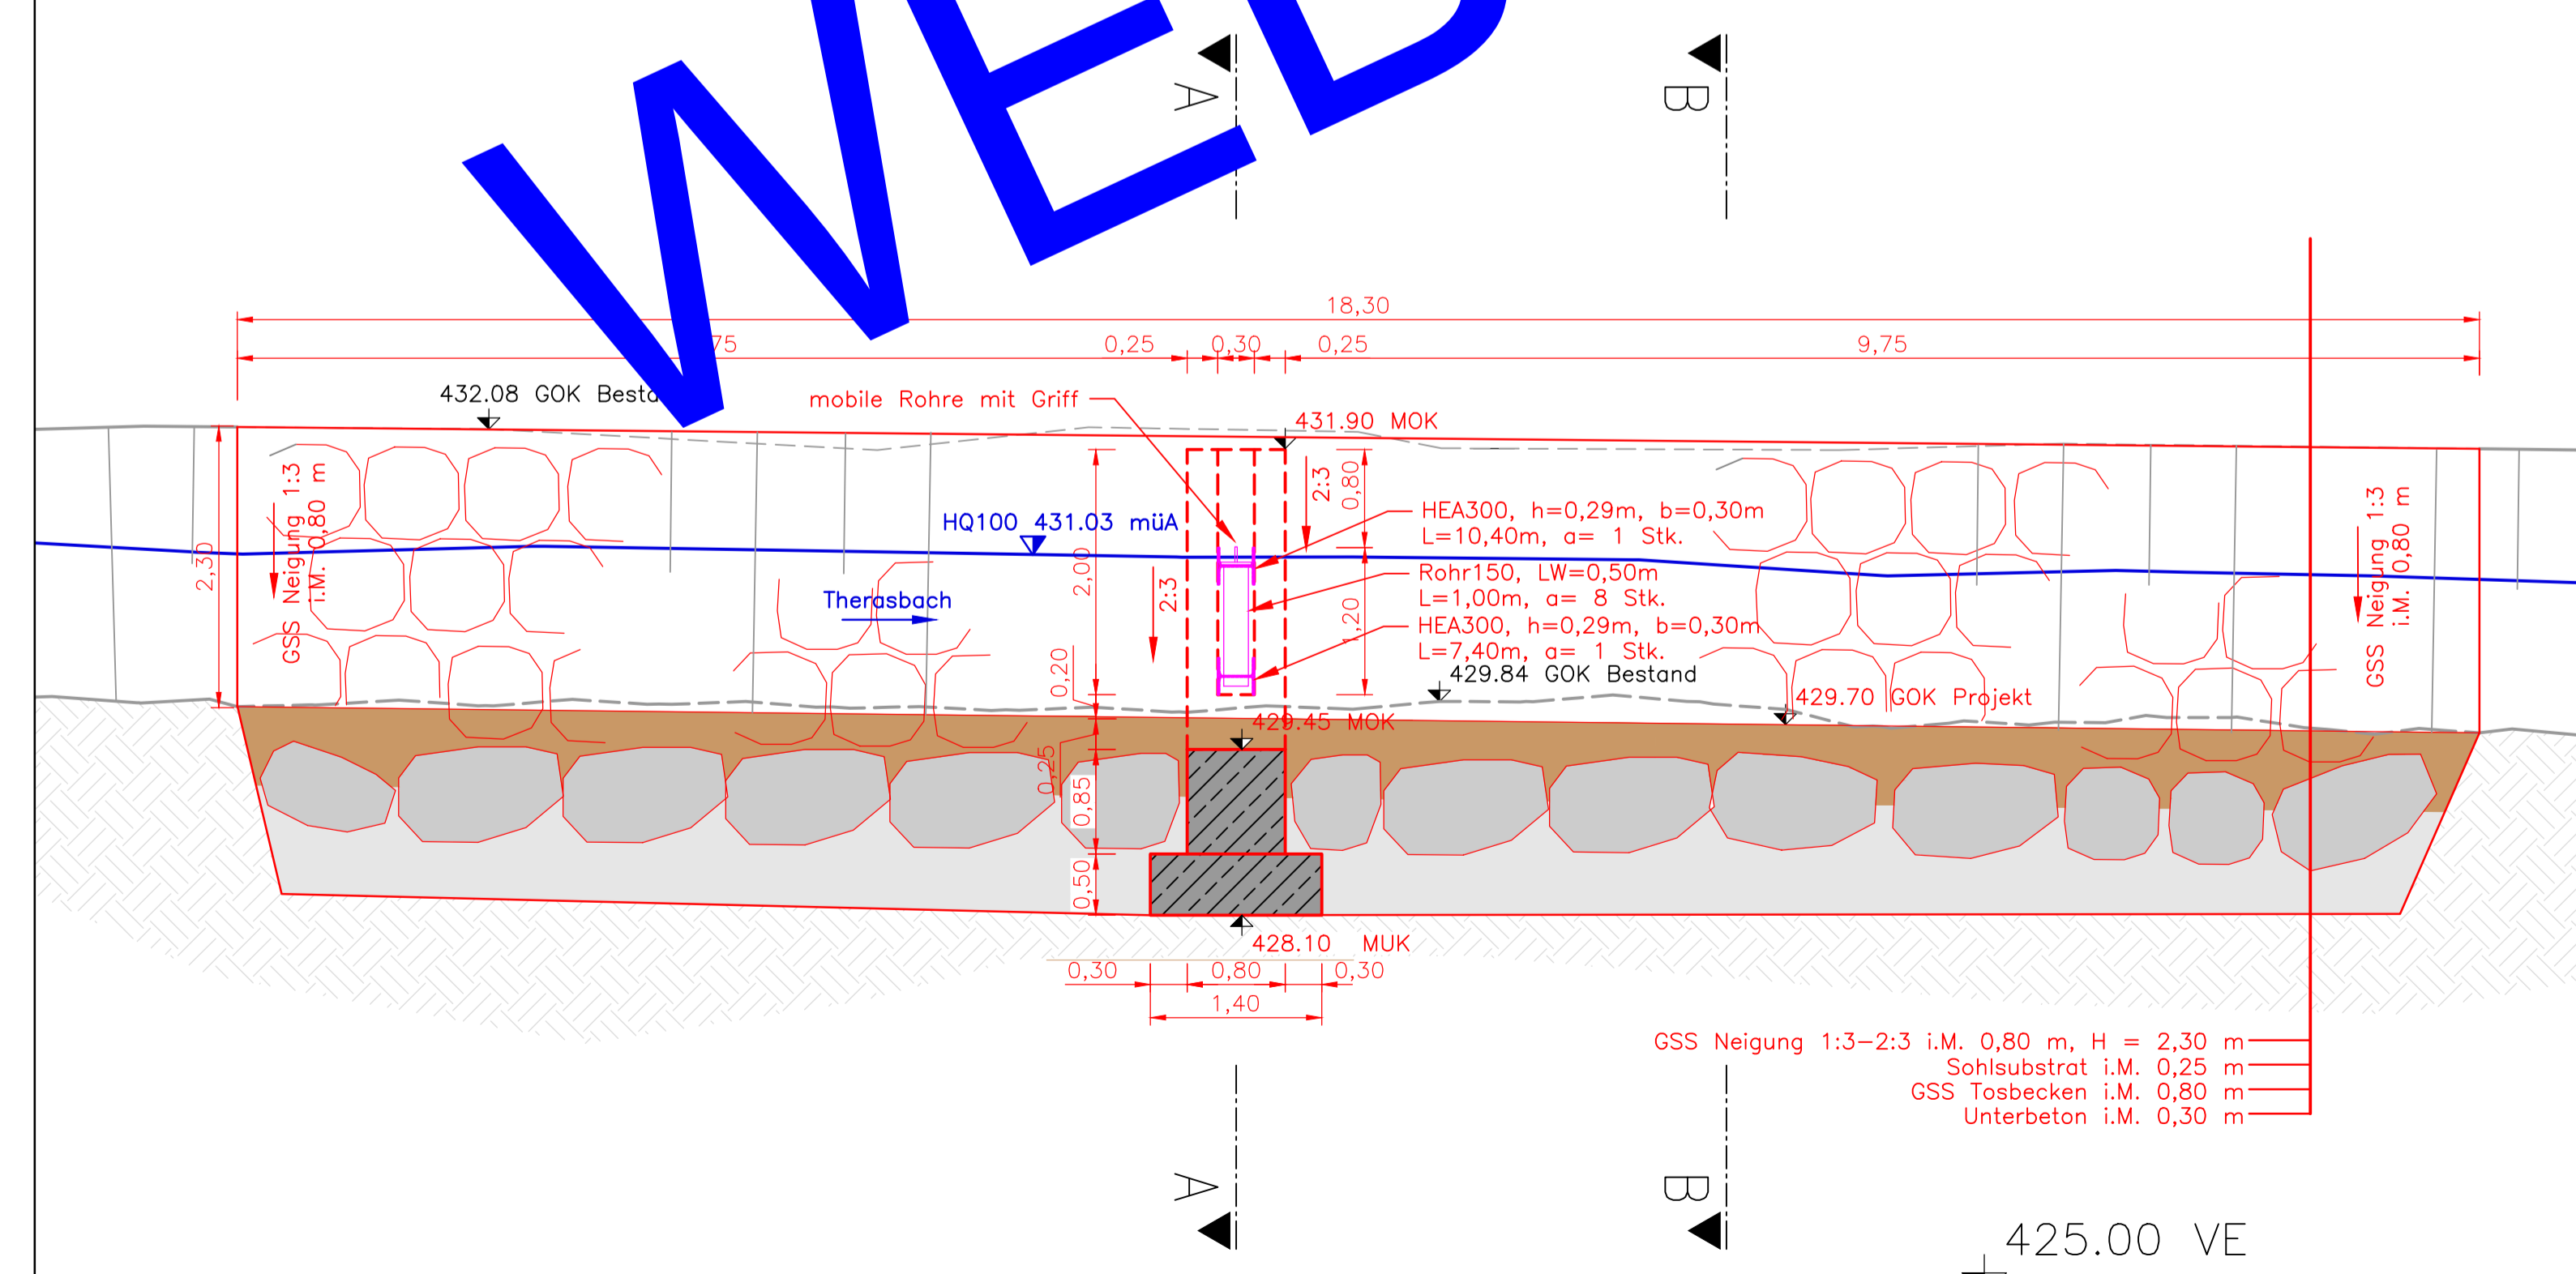 WEB
A
B
18,30
75
0,25
0,30
0,25
9,75
432.08 GOK
mobile Rohre mit Griff
431.90 MOK
GSS Neigung 1:3
i.M. 0,80 m
2,30
HQ100 431.03 müA
Therasbach
2,00
2:3
2:3
0,80
1,20
0,20
HEA300, h=0,29m, b=0,30m
L=10,40m, a= 1 Stk.
Rohr150, LW=0,50m
L=1,00m, a= 8 Stk.
HEA300, h=0,29m, b=0,30m
L=7,40m, a= 1 Stk.
429.84 GOK Bestand
429.70 GOK Projekt
GSS Neigung 1:3
i.M. 0,80 m
429.45 MOK
0,25
0,85
0,50
428.10 MUK
0,30
0,80
0,30
1,40
GSS Neigung 1:3-2:3 i.M. 0,80 m, H = 2,30 m
Sohlsubstrat i.M. 0,25 m
GSS Tosbecken i.M. 0,80 m
Unterbeton i.M. 0,30 m
A
B
425.00 VE